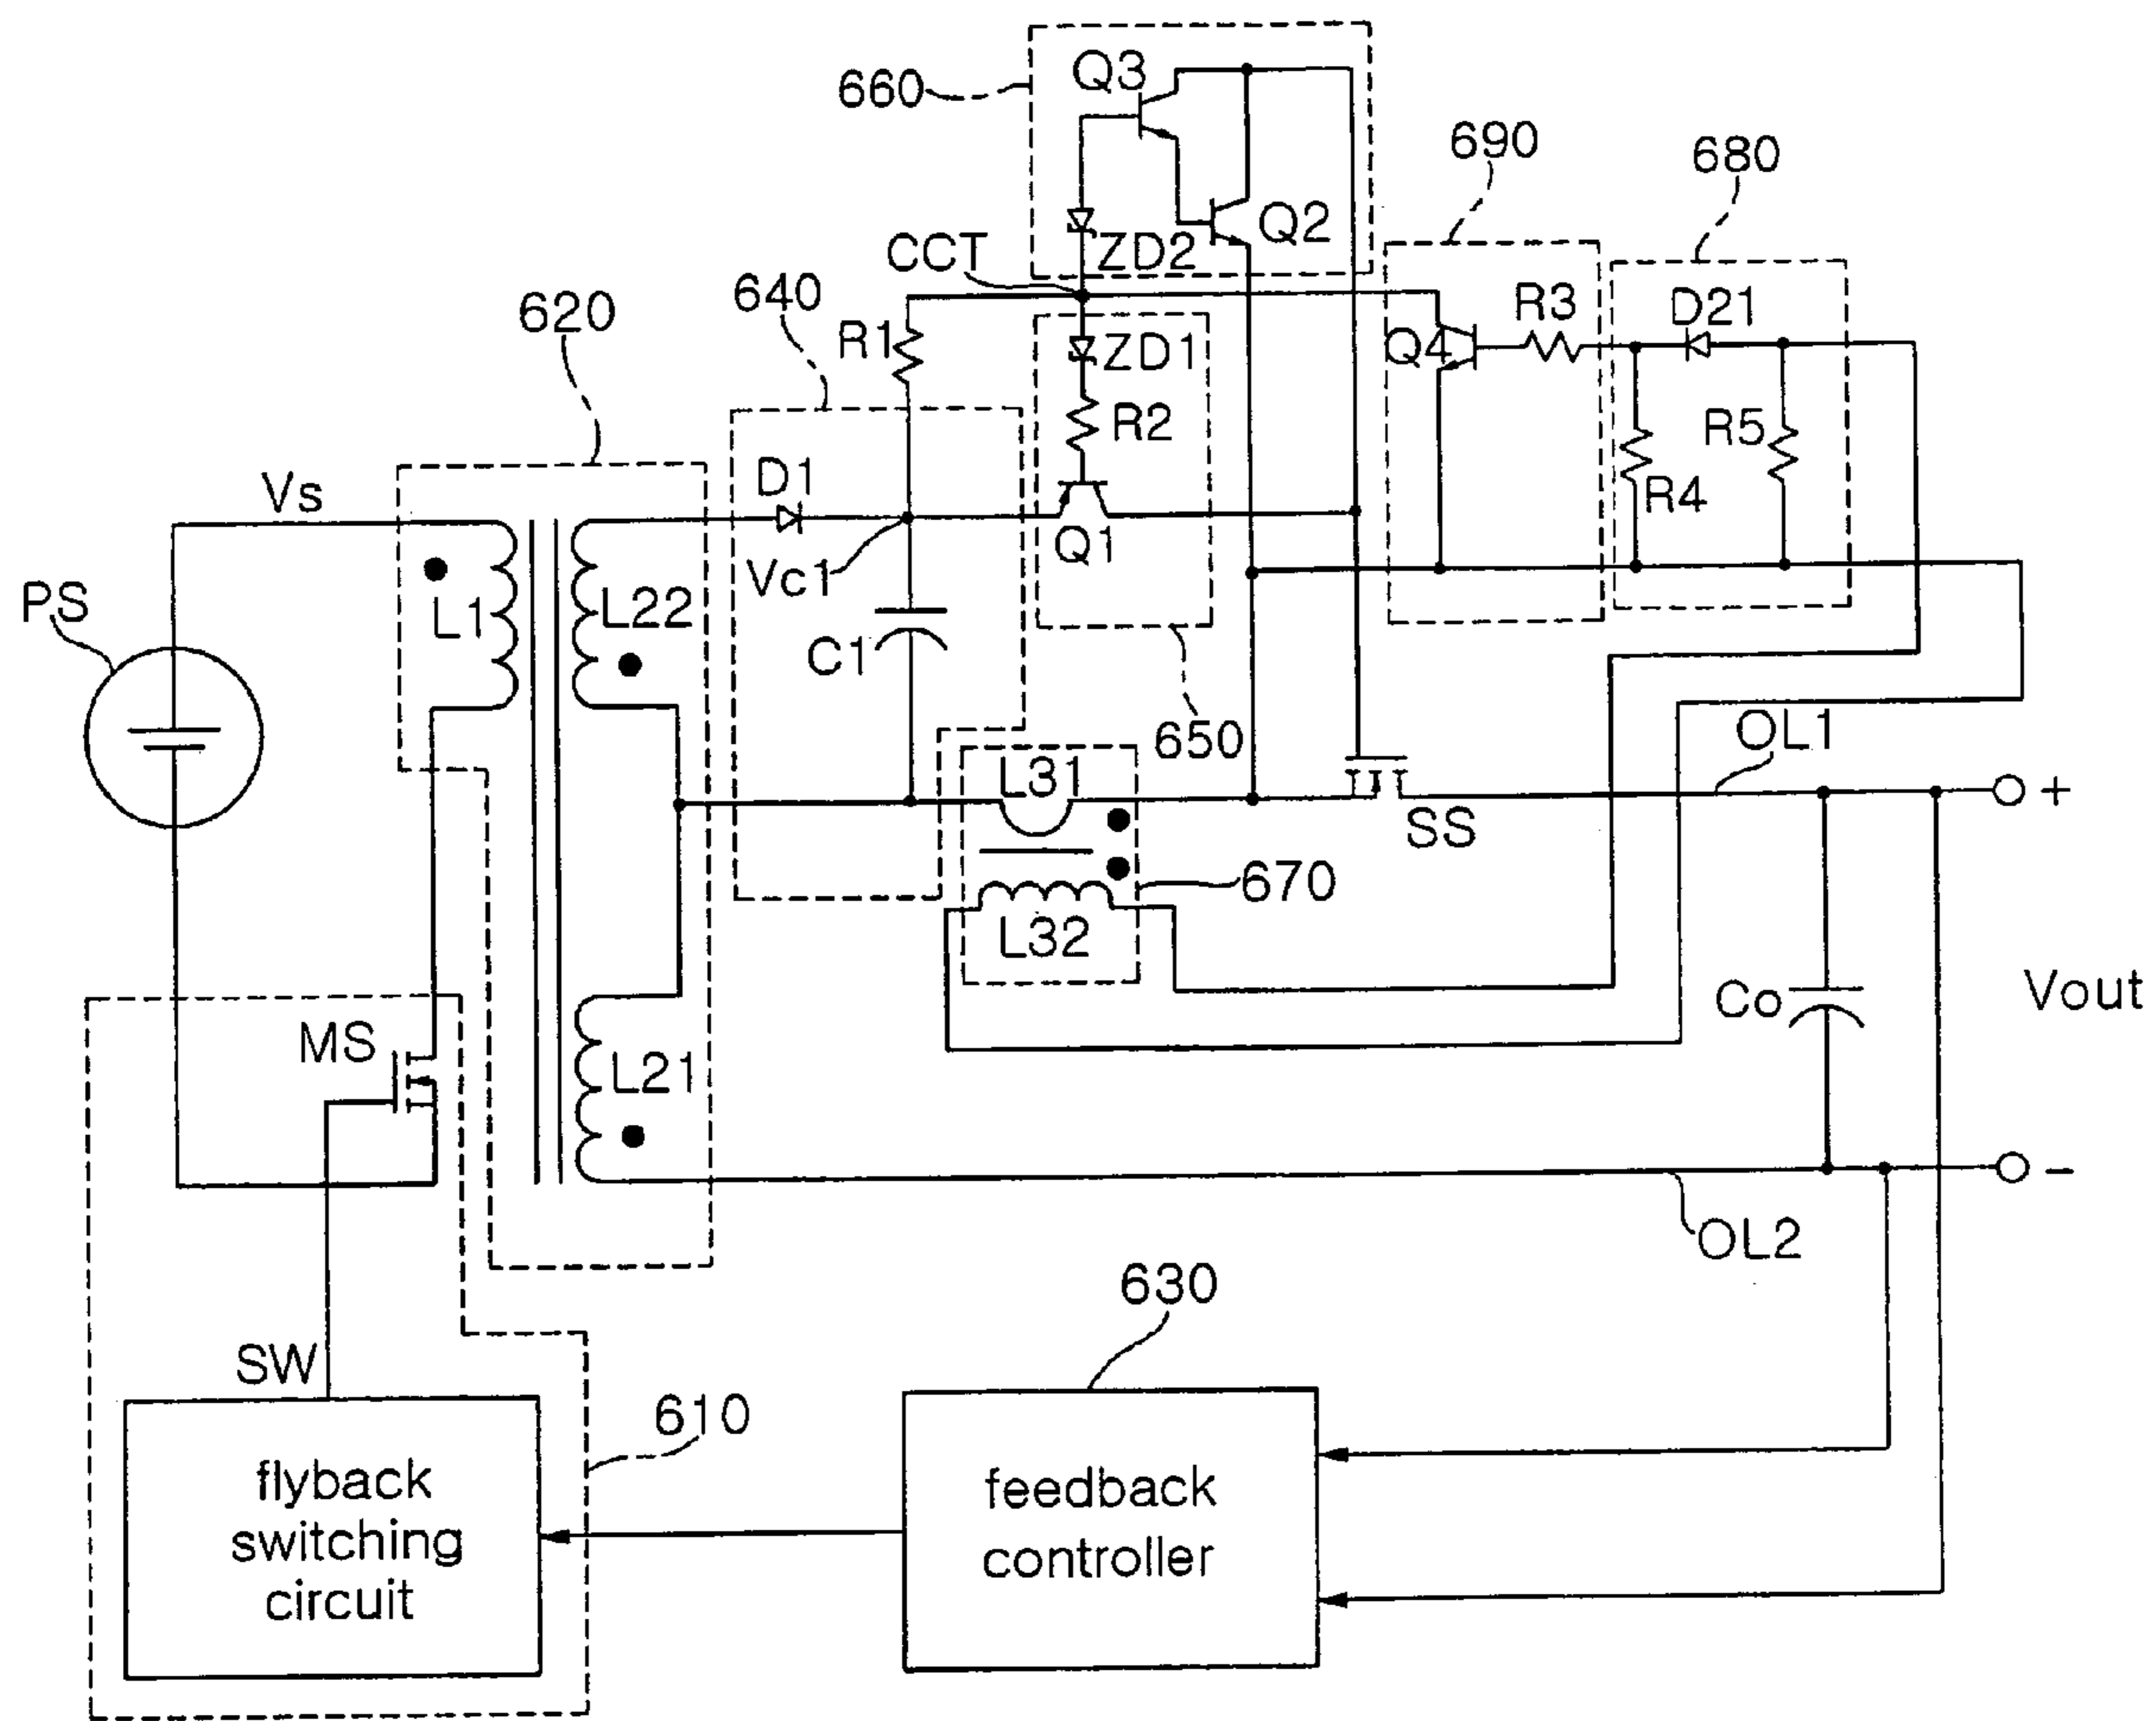 660
Q3
690
680
Q2
ZD2
CCT
640
620
R1
ZD1
R3
D21
Q4
R2
R5
R4
D1
Vs
Q1
Vc1
PS
L1
L22
C1
650
L31
OL1
+
SS
670
L32
Co
Vout
MS
L21
-
OL2
630
SW
610
flyback
switching
circuit
feedback
controller